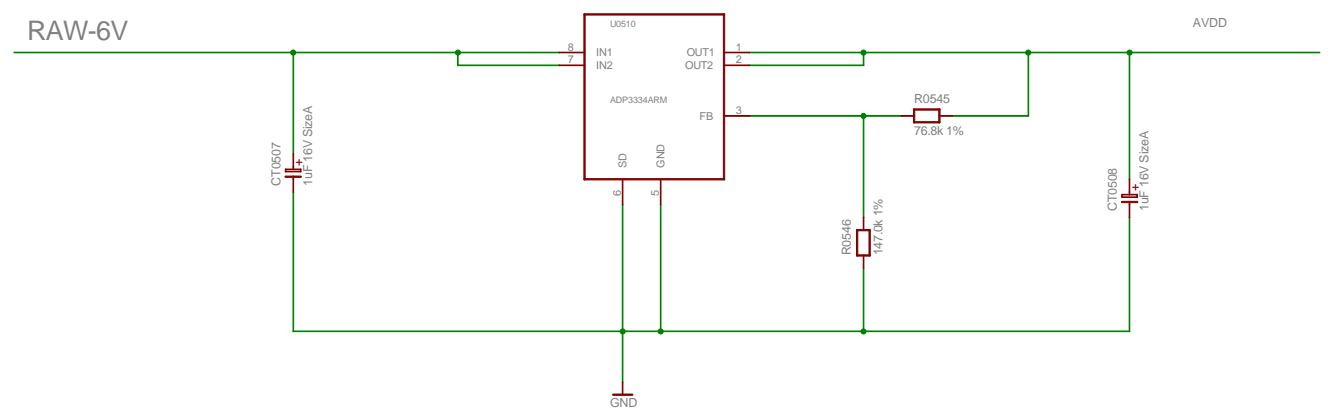 RAW-6V
U0510
AVDD
8 IN1 OUT1 1
7 IN2 OUT2 2
ADP3334ARM
FB 3
R0545
76.8k 1%
SD GND
6 5
CT0507
1uF 16V SizeA
R0546
147.0k 1%
CT0508
1uF 16V SizeA
+
+
GND